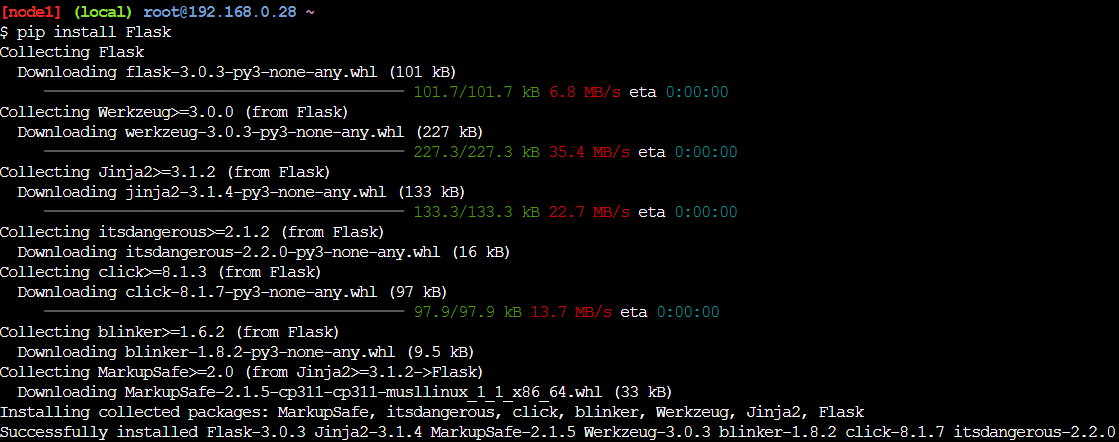 [node1] (local) root@192.168.0.28 ~
$ pip install Flask
Collecting Flask
  Downloading flask-3.0.3-py3-none-any.whl (101 kB)
101.7/101.7 kB 6.8 MB/s eta 0:00:00
Collecting Werkzeug>=3.0.0 (from Flask)
  Downloading werkzeug-3.0.3-py3-none-any.whl (227 kB)
227.3/227.3 kB 35.4 MB/s eta 0:00:00
Collecting Jinja2>=3.1.2 (from Flask)
  Downloading jinja2-3.1.4-py3-none-any.whl (133 kB)
133.3/133.3 kB 22.7 MB/s eta 0:00:00
Collecting itsdangerous>=2.1.2 (from Flask)
  Downloading itsdangerous-2.2.0-py3-none-any.whl (16 kB)
Collecting click>=8.1.3 (from Flask)
  Downloading click-8.1.7-py3-none-any.whl (97 kB)
97.9/97.9 kB 13.7 MB/s eta 0:00:00
Collecting blinker>=1.6.2 (from Flask)
  Downloading blinker-1.8.2-py3-none-any.whl (9.5 kB)
Collecting MarkupSafe>=2.0 (from Jinja2>=3.1.2->Flask)
  Downloading MarkupSafe-2.1.5-cp311-cp311-musllinux_1_1_x86_64.whl (33 kB)
Installing collected packages: MarkupSafe, itsdangerous, click, blinker, Werkzeug, Jinja2, Flask
Successfully installed Flask-3.0.3 Jinja2-3.1.4 MarkupSafe-2.1.5 Werkzeug-3.0.3 blinker-1.8.2 click-8.1.7 itsdangerous-2.2.0